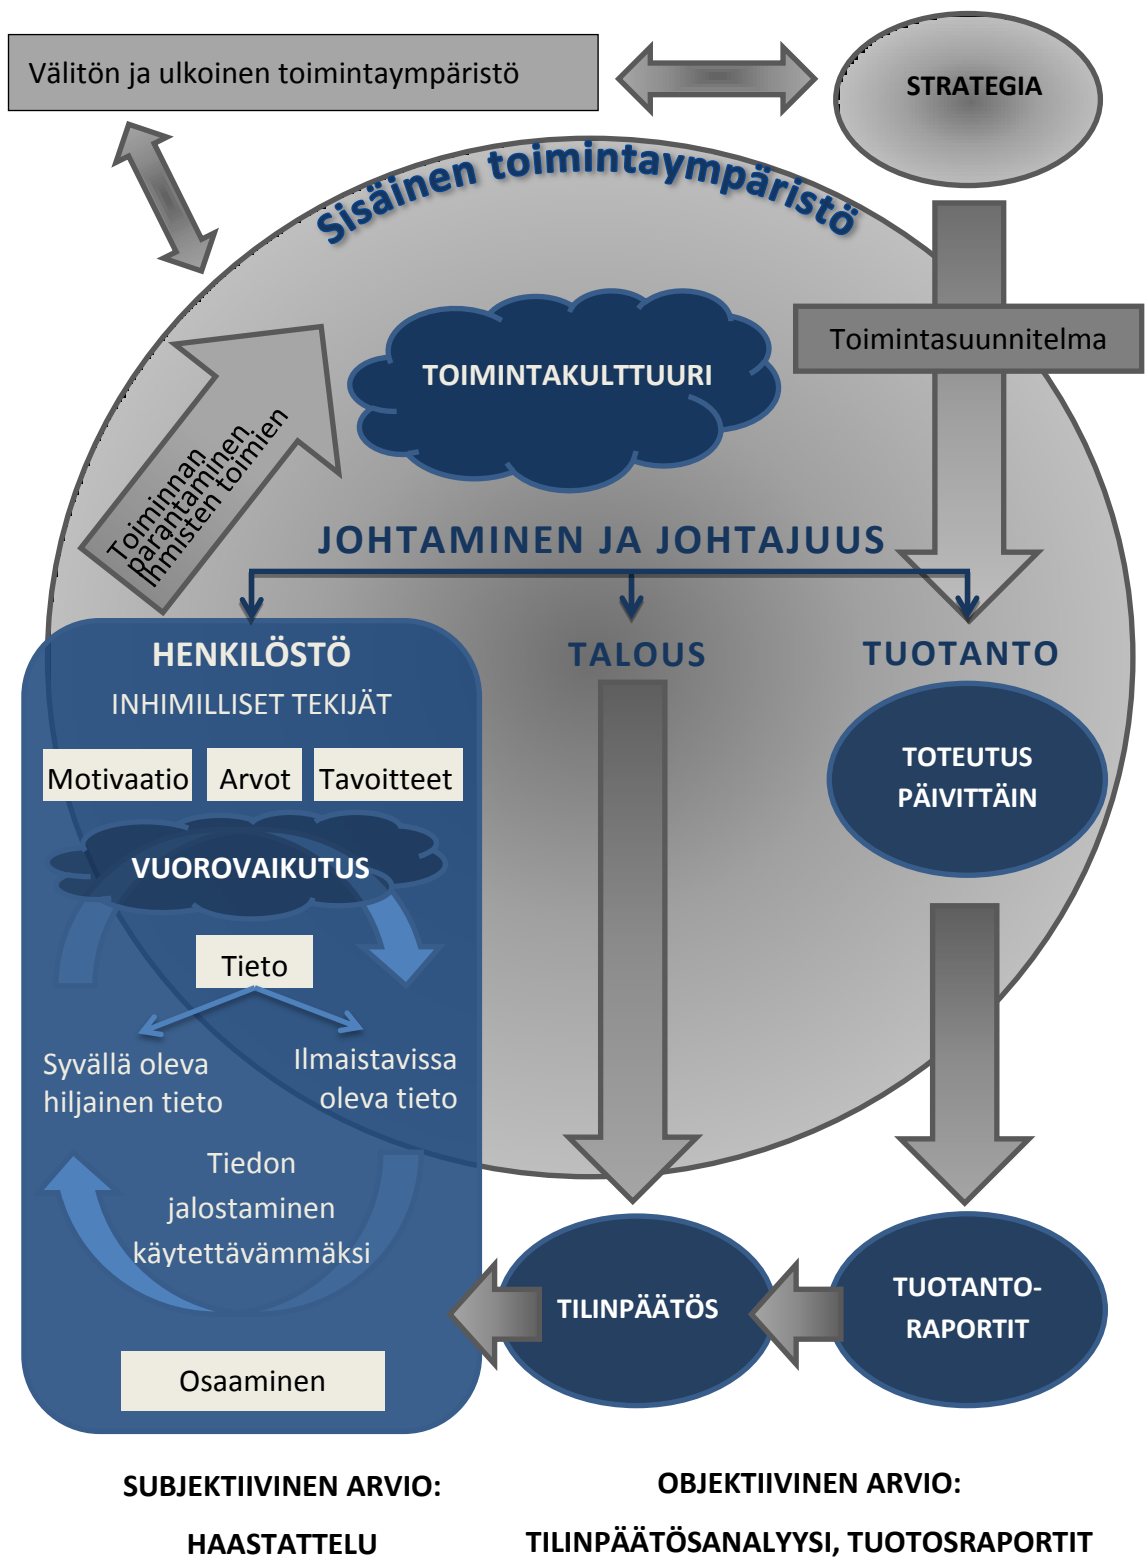 Välitön ja ulkoinen toimintaympäristö
STRATEGIA
Sisäinen toimintaympäristö
Toimintasuunnitelma
TOIMINTAKULTTUURI
Toiminnan
parantaminen
ihmisten toimien
JOHTAMINEN JA JOHTAJUUS
HENKILÖSTÖ
INHIMILLISET TEKIJÄT
TALOUS
TUOTANTO
Motivaatio
Arvot
Tavoitteet
TOTEUTUS
PÄIVITTÄIN
VUOROVAIKUTUS
Tieto
Syvällä oleva
hiljainen tieto
Ilmaistavissa
oleva tieto
Tiedon
jalostaminen
käytettävämmäksi
TILINPÄÄTÖS
TUOTANTO-
RAPORTIT
Osaaminen
SUBJEKTIIVINEN ARVIO:
HAASTATTELU
OBJEKTIIVINEN ARVIO:
TILINPÄÄTÖSANALYYSI, TUOTOSRAPORTIT